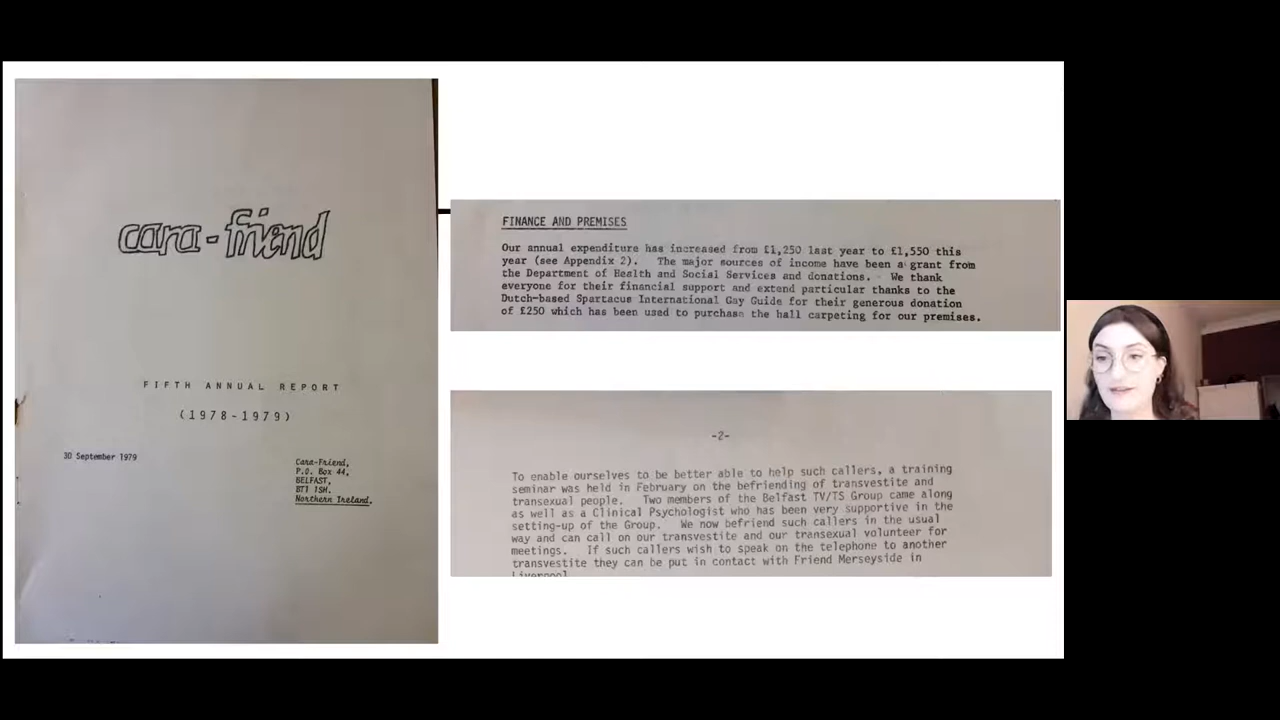 cara-friend
FIFTH ANNUAL REPORT
(1978-1979)
30 September 1979
Cara-Friend,
P.O. Box 44,
BELFAST,
BT1 1SH.
Northern Ireland.
FINANCE AND PREMISES
Our annual expenditure has increased from £1,250 last year to £1,550 this
year (see Appendix 2). The major sources of income have been a grant from
the Department of Health and Social Services and donations. We thank
everyone for their financial support and extend particular thanks to the
Dutch-based Spartacus International Gay Guide for their generous donation
of £250 which has been used to purchase the hall carpeting for our premises.
-2-
To enable ourselves to be better able to help such callers, a training
seminar was held in February on the befriending of transvestite and
transexual people. Two members of the Belfast TV/TS Group came along
as well as a Clinical Psychologist who has been very supportive in the
setting-up of the Group. We now befriend such callers in the usual
way and can call on our transvestite and our transexual volunteer for
meetings. If such callers wish to speak on the telephone to another
transvestite they can be put in contact with Friend Merseyside in
Liverpool